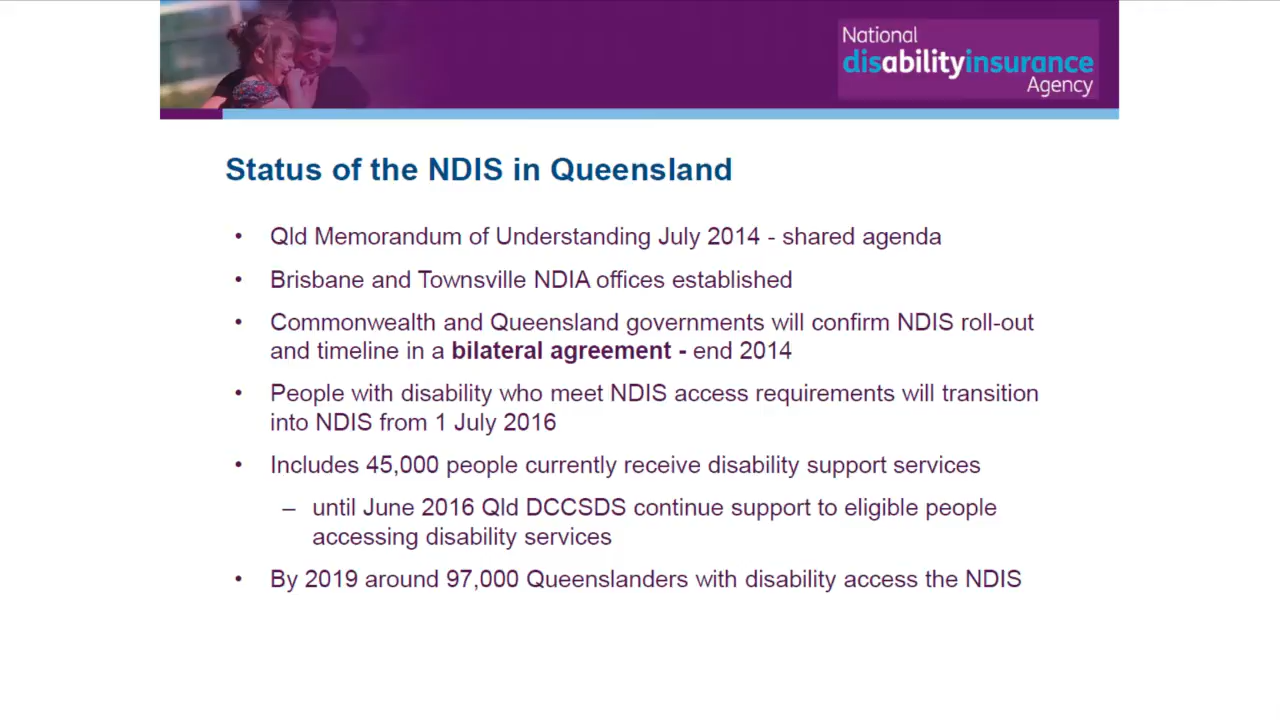 National
disabilityinsurance
Agency
Status of the NDIS in Queensland
• Qld Memorandum of Understanding July 2014 - shared agenda
• Brisbane and Townsville NDIA offices established
• Commonwealth and Queensland governments will confirm NDIS roll-out
and timeline in a bilateral agreement - end 2014
• People with disability who meet NDIS access requirements will transition
into NDIS from 1 July 2016
• Includes 45,000 people currently receive disability support services
– until June 2016 Qld DCCSDS continue support to eligible people
accessing disability services
• By 2019 around 97,000 Queenslanders with disability access the NDIS